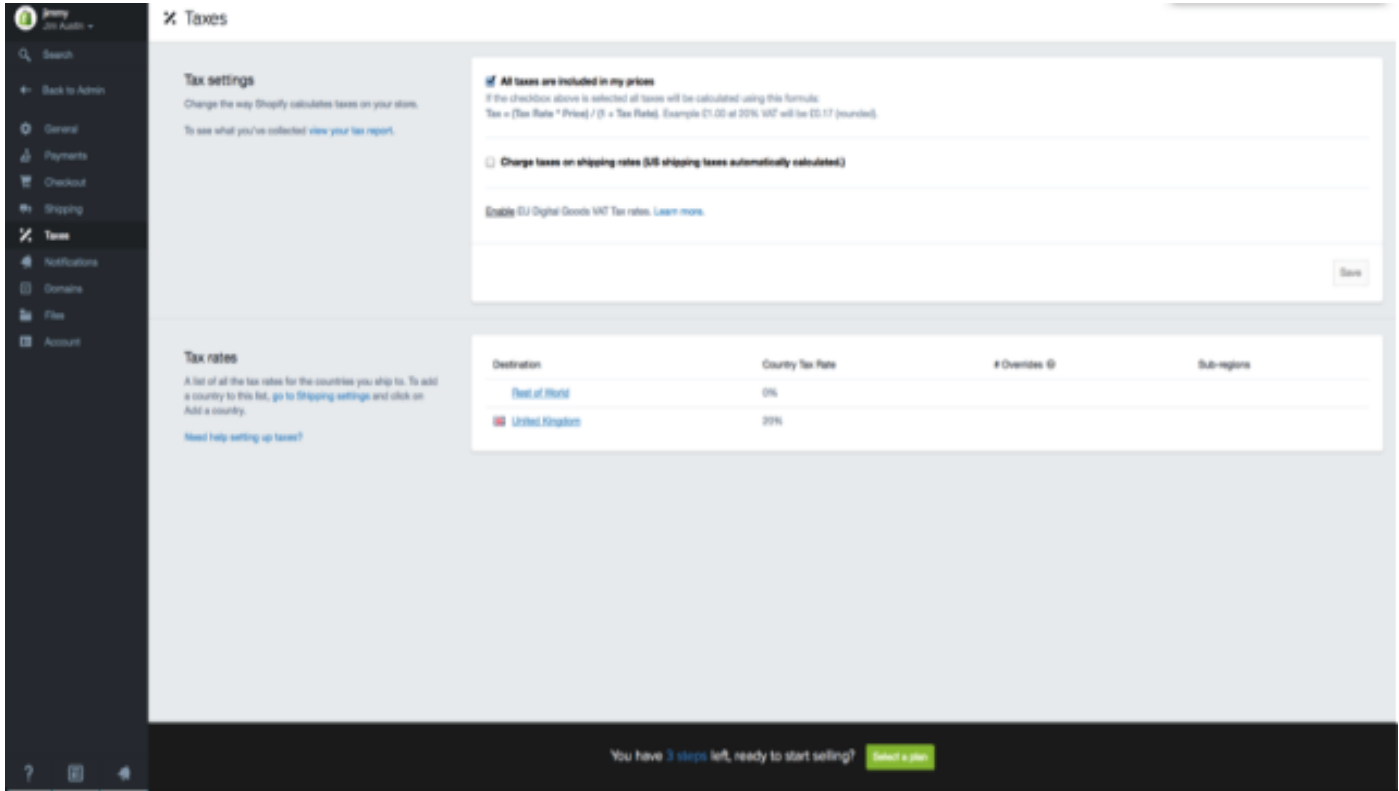 jimmy
Jim Austin
Taxes
Search
Back to Admin
General
Payments
Checkout
Shipping
Taxes
Notifications
Domains
Files
Account
Tax settings
Change the way Shopify calculates taxes on your store.
To see what you've collected view your tax report.
All taxes are included in my prices
If the checkbox above is selected all taxes will be calculated using this formula:
Tax = (Tax Rate * Price) / (1 + Tax Rate). Example £1.00 at 20% VAT will be £0.17 (rounded).
Charge taxes on shipping rates (US shipping taxes automatically calculated.)
Enable EU Digital Goods VAT Tax rates. Learn more.
Save
Tax rates
A list of all the tax rates for the countries you ship to. To add
a country to this list, go to Shipping settings and click on
Add a country.
Need help setting up taxes?
Destination Country Tax Rate # Overrides Sub-regions
Rest of World 0%
United Kingdom 20%
You have 3 steps left, ready to start selling? Select a plan
?